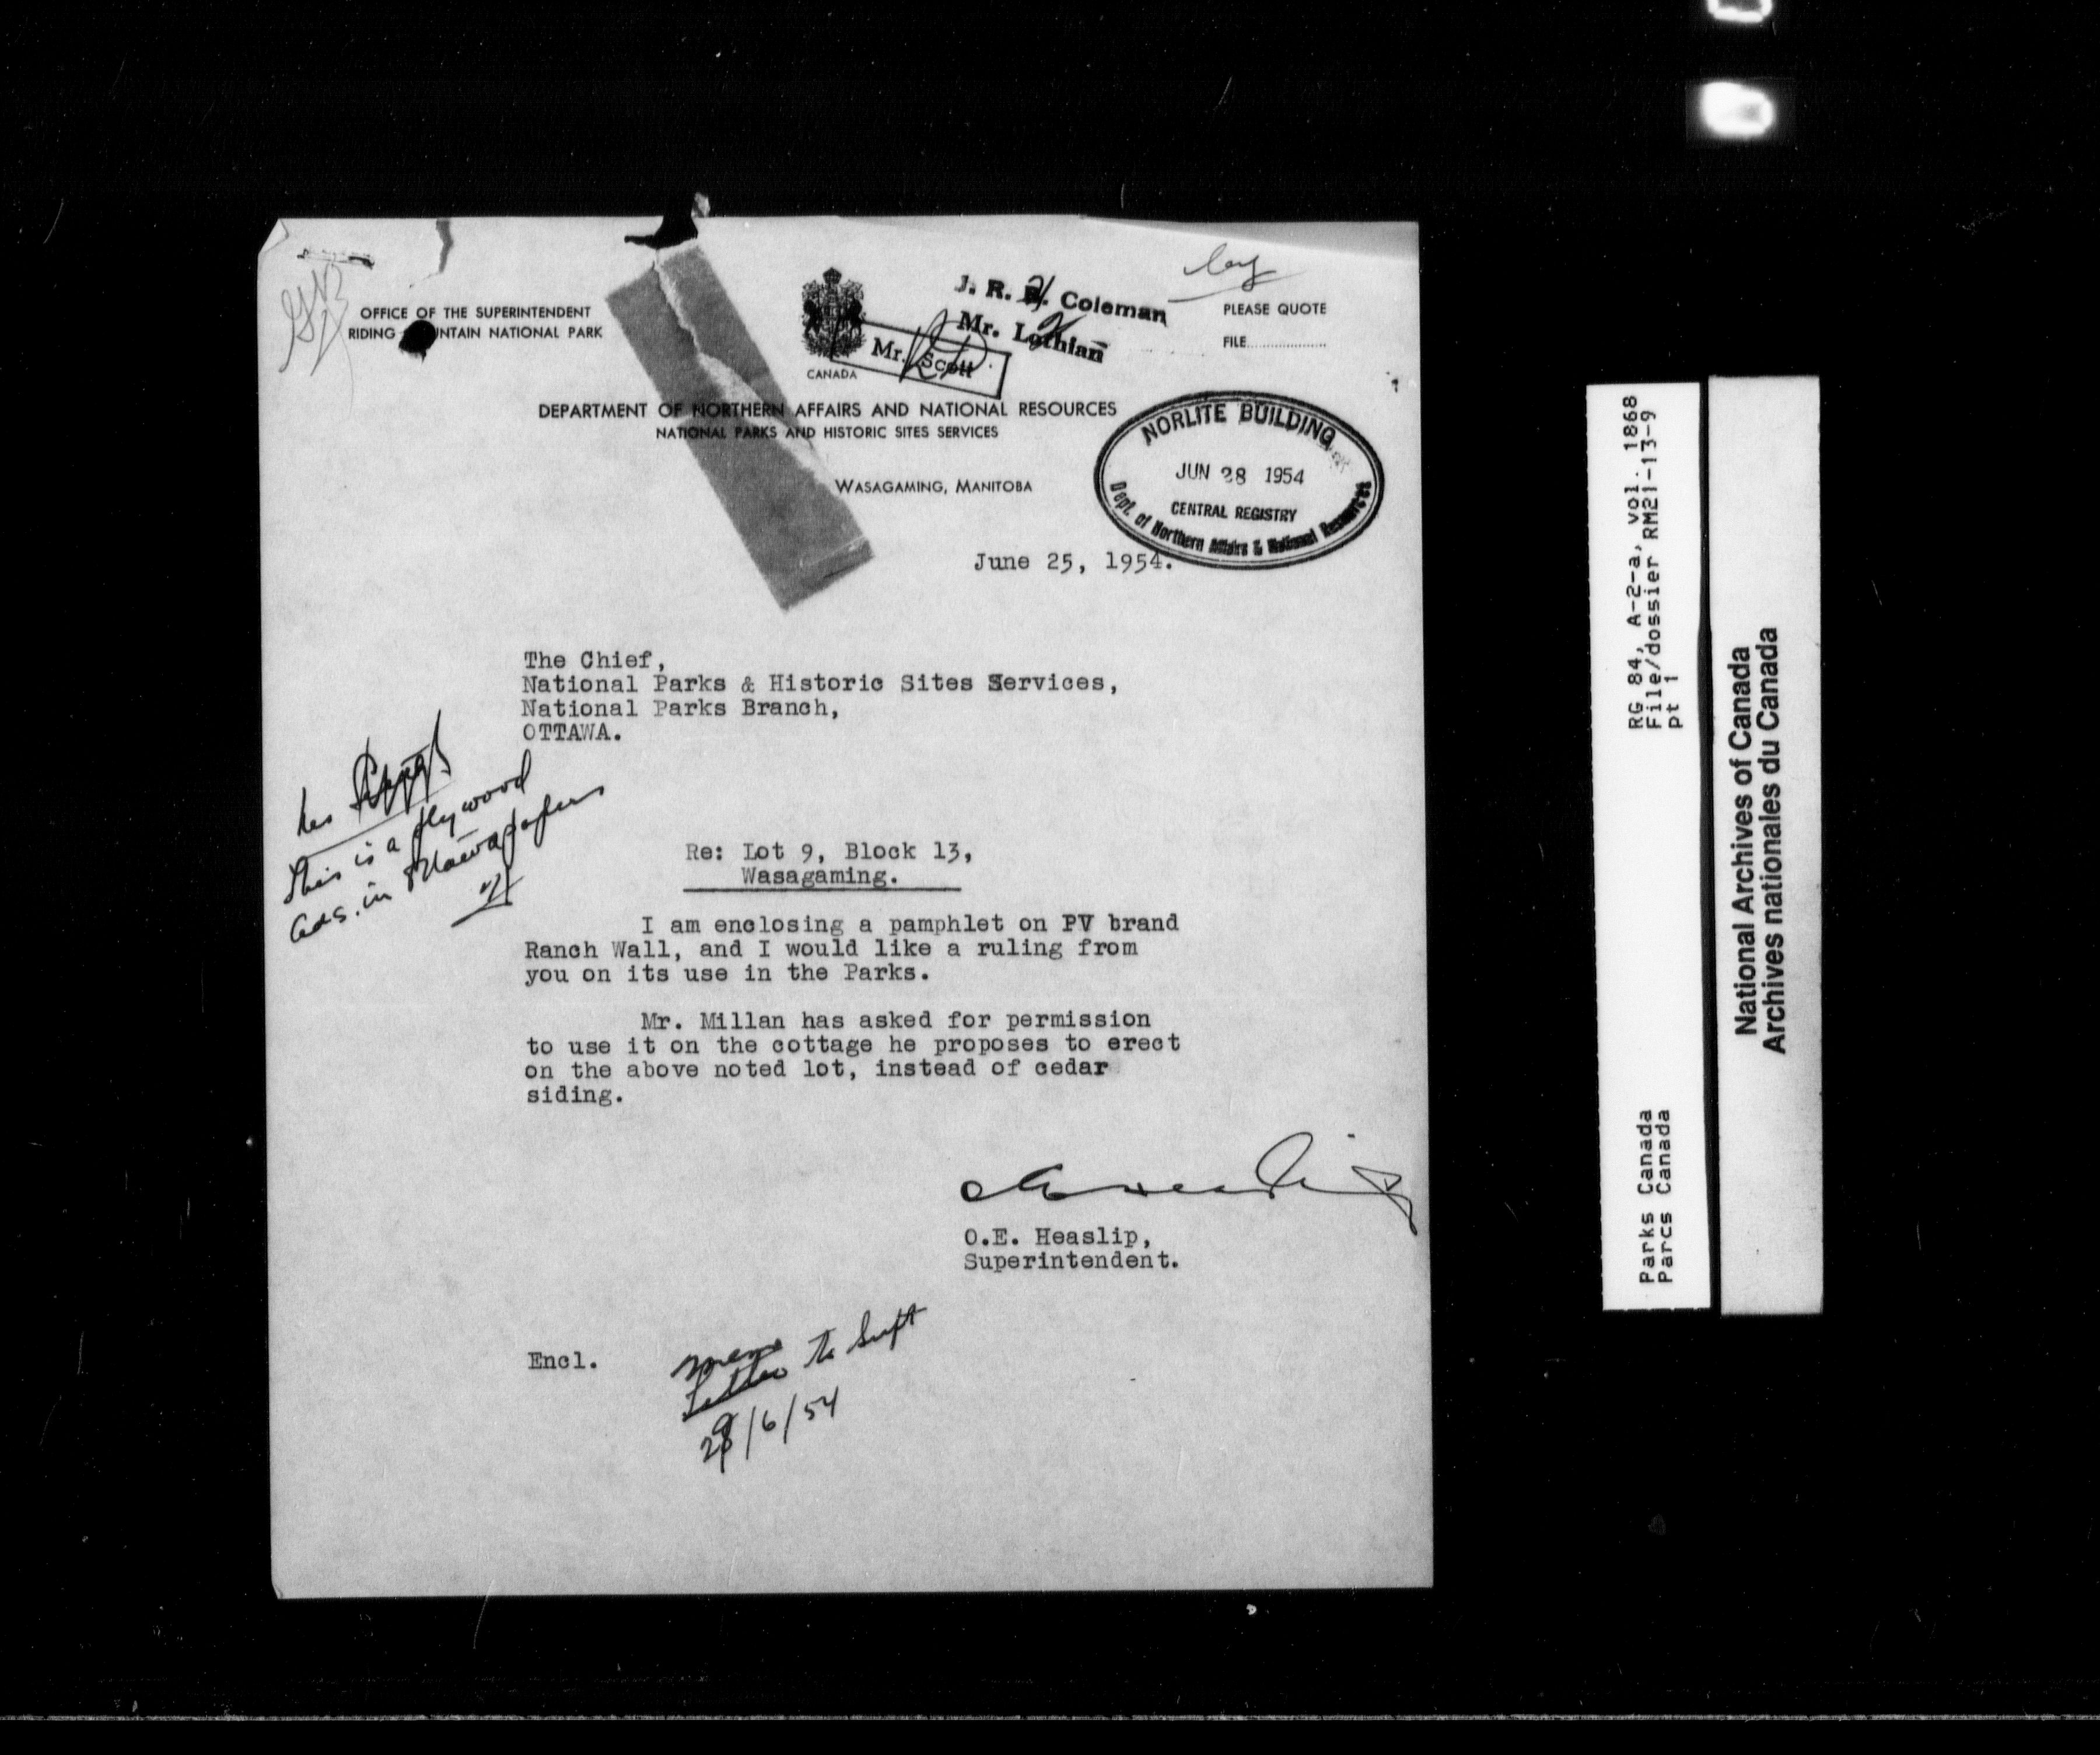 OFFICE OF THE SUPERINTENDENT
RIDING NTAIN NATIONAL PARK
CANADA
J. R. B. Coleman
Mr. Lothian
Mr. Scott
PLEASE QUOTE
FILE....................
DEPARTMENT OF NORTHERN AFFAIRS AND NATIONAL RESOURCES
NATIONAL PARKS AND HISTORIC SITES SERVICES
WASAGAMING, MANITOBA
NORLITE BUILDING
JUN 28 1954
CENTRAL REGISTRY
Dept. of Northern Affairs & National Resources
June 25, 1954.
The Chief,
National Parks & Historic Sites Services,
National Parks Branch,
OTTAWA.
This is a plywood
ads. in Ottawa papers
Re: Lot 9, Block 13,
Wasagaming.
I am enclosing a pamphlet on PV brand
Ranch Wall, and I would like a ruling from
you on its use in the Parks.
Mr. Millan has asked for permission
to use it on the cottage he proposes to erect
on the above noted lot, instead of cedar
siding.
O.E. Heaslip,
Superintendent.
Encl.
memo
Letter to Supt
29/6/54
RG 84, A-2-a, vol. 1868
File/dossier RM21-13-9
pt 1
Parks Canada
Parcs Canada
National Archives of Canada
Archives nationales du Canada